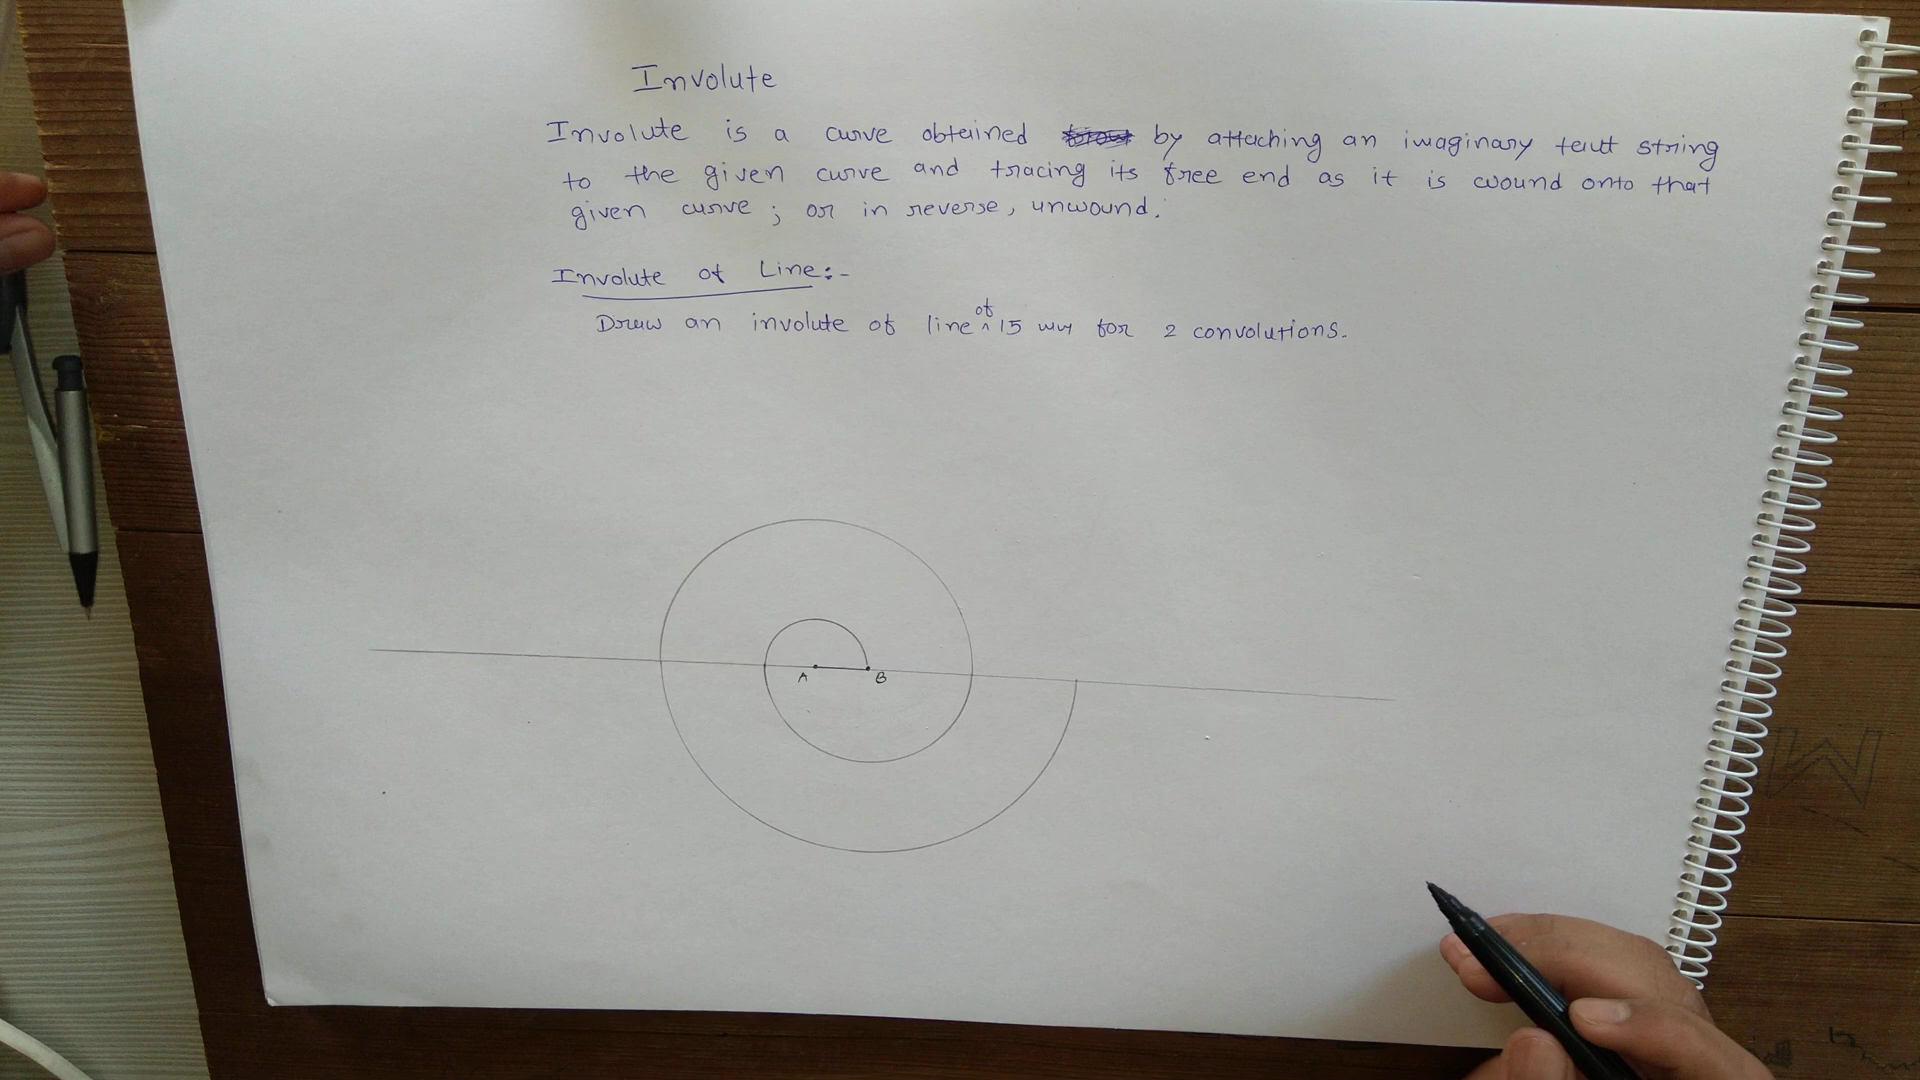 Involute
Involute is a curve obtained by attaching an imaginary taut string
to the given curve and tracing its free end as it is wound onto that
given curve; or in reverse, unwound.
Involute of Line:-
Draw an involute of line of 15 mm for 2 convolutions.
A B